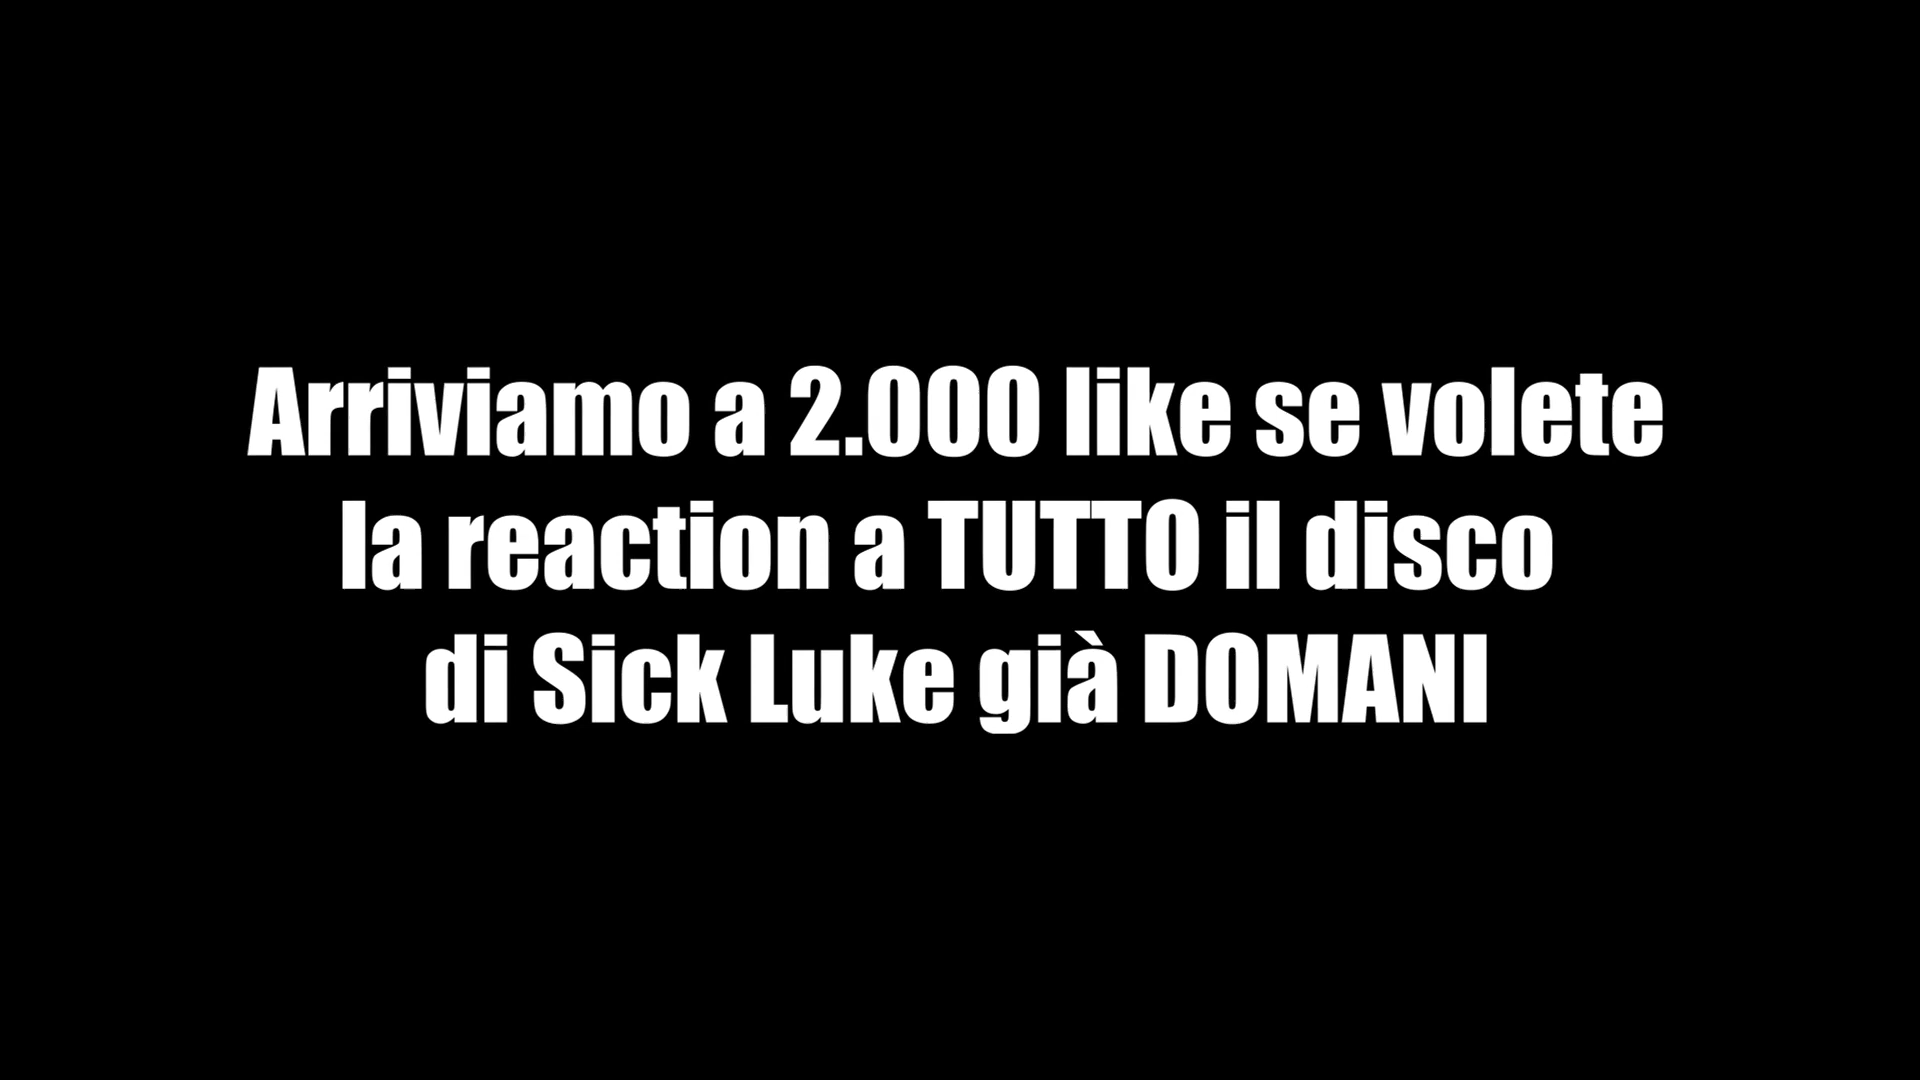 Arriviamo a 2.000 like se volete
la reaction a TUTTO il disco
di Sick Luke già DOMANI